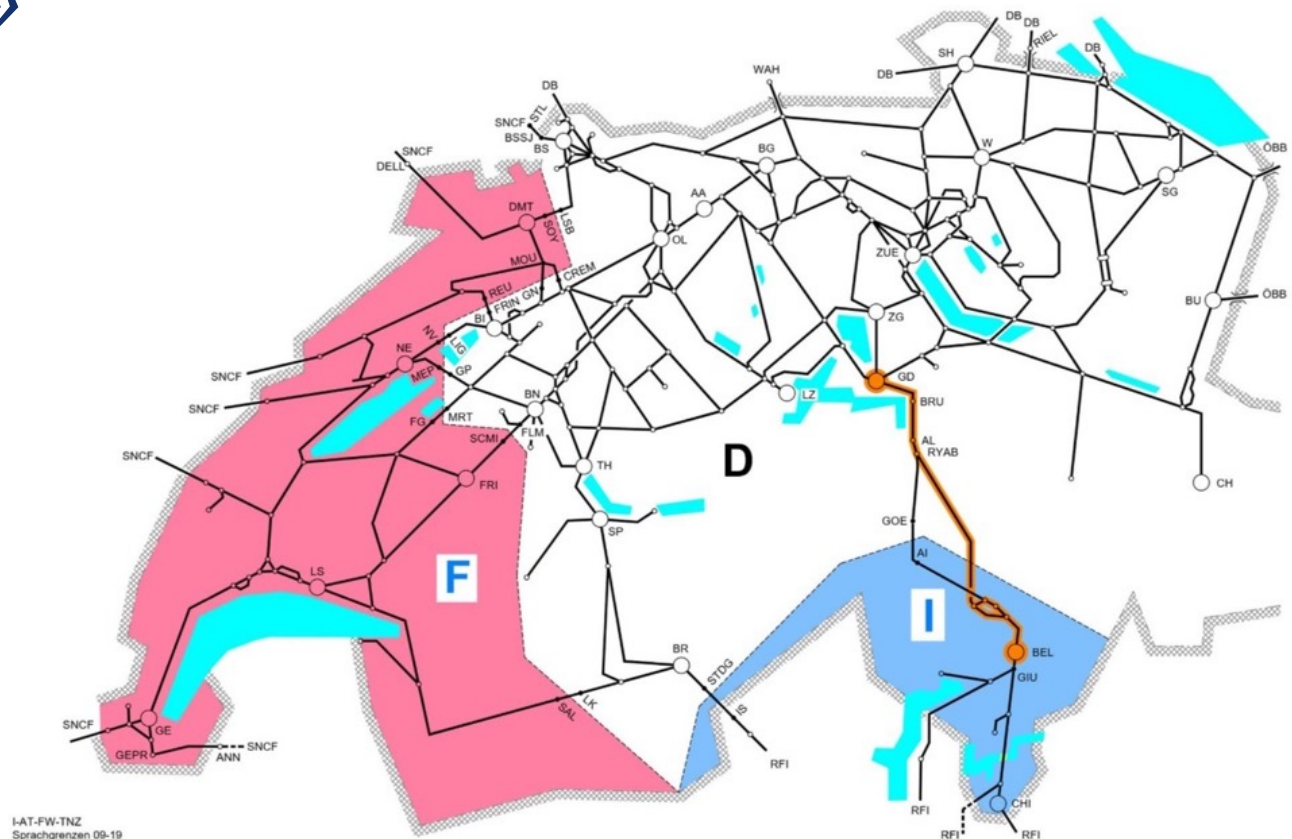 DB
DB
RIEL
SH
DB
DB
WAH
DB
STL
SNCF
BSSJ
BS
BG
W
ÖBB
SNCF
DELL
SG
AA
DMT
SOY
LSB
OL
ZUE
MOU
CREM
REU
FRIN
GN
BI
BU
ÖBB
ZG
NV
LIG
NE
MEP
GP
SNCF
GD
LZ
BN
BRU
SNCF
FG
MRT
FLM
SCMI
AL
RYAB
SNCF
TH
D
FRI
CH
GOE
SP
AI
LS
F
I
BR
BEL
STDG
GIU
LK
SAL
IS
SNCF
GE
GEPR
SNCF
ANN
RFI
RFI
CHI
RFI
RFI
I-AT-FW-TNZ
Sprachgrenzen 09-19